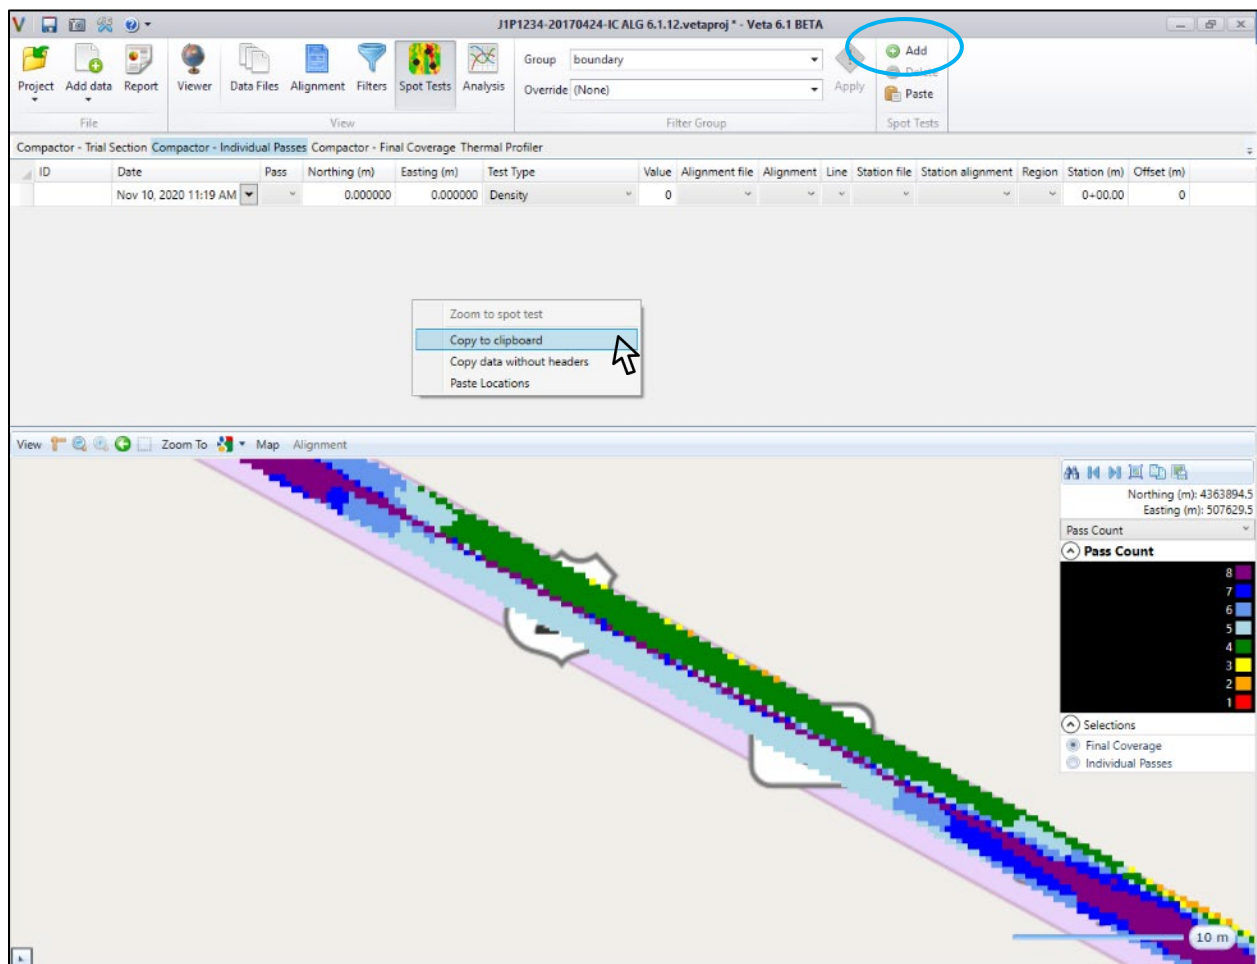 J1P1234-20170424-IC ALG 6.1.12.vetaproj * - Veta 6.1 BETA
Project Add data Report Viewer Data Files Alignment Filters Spot Tests Analysis
Group boundary
Override (None)
Apply
Add
Delete
Paste
File View Filter Group Spot Tests
Compactor - Trial Section Compactor - Individual Passes Compactor - Final Coverage Thermal Profiler
ID Date Pass Northing (m) Easting (m) Test Type Value Alignment file Alignment Line Station file Station alignment Region Station (m) Offset (m)
Nov 10, 2020 11:19 AM 0.000000 0.000000 Density 0 0+00.00 0
Zoom to spot test
Copy to clipboard
Copy data without headers
Paste Locations
View Zoom To Map Alignment
Northing (m): 4363894.5
Easting (m): 507629.5
Pass Count
Pass Count
8
7
6
5
4
3
2
1
Selections
Final Coverage
Individual Passes
10 m